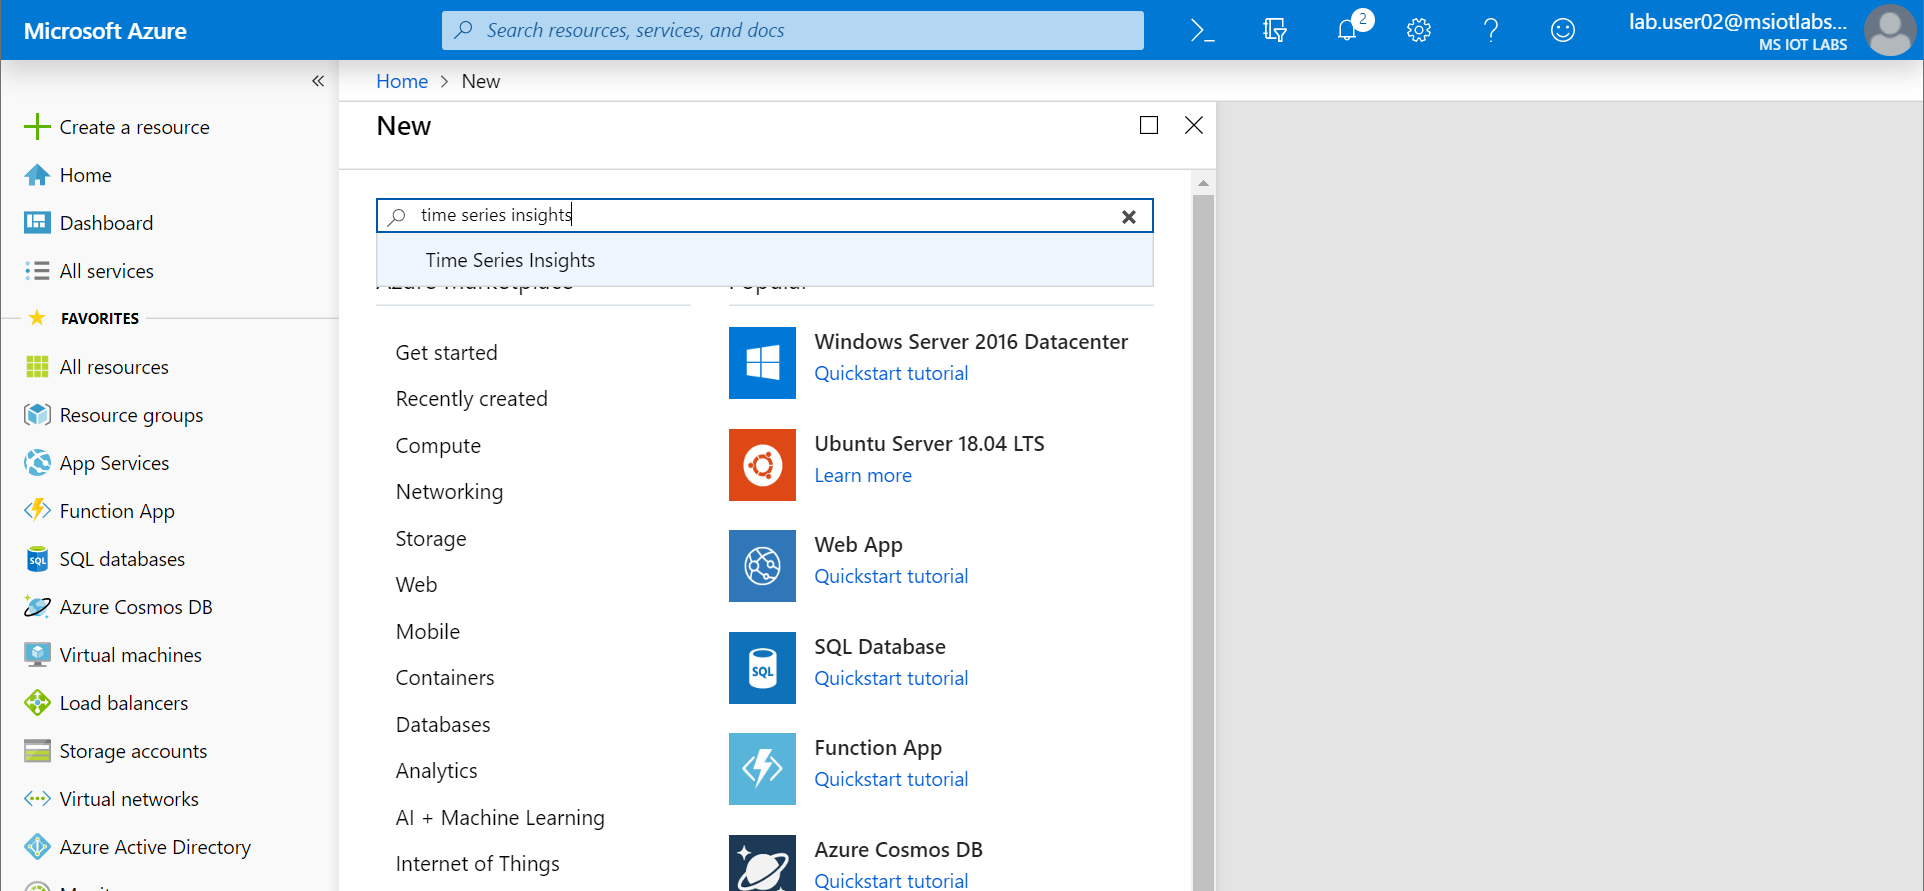 Microsoft Azure
Search resources, services, and docs
2
lab.user02@msiotlabs...
MS IOT LABS
Home > New
New
Create a resource
Home
Dashboard
All services
FAVORITES
All resources
Resource groups
App Services
Function App
SQL databases
Azure Cosmos DB
Virtual machines
Load balancers
Storage accounts
Virtual networks
Azure Active Directory
time series insights
Time Series Insights
Azure Marketplace
Popular
Get started
Recently created
Compute
Networking
Storage
Web
Mobile
Containers
Databases
Analytics
AI + Machine Learning
Internet of Things
Windows Server 2016 Datacenter
Quickstart tutorial
Ubuntu Server 18.04 LTS
Learn more
Web App
Quickstart tutorial
SQL
SQL Database
Quickstart tutorial
Function App
Quickstart tutorial
Azure Cosmos DB
Quickstart tutorial